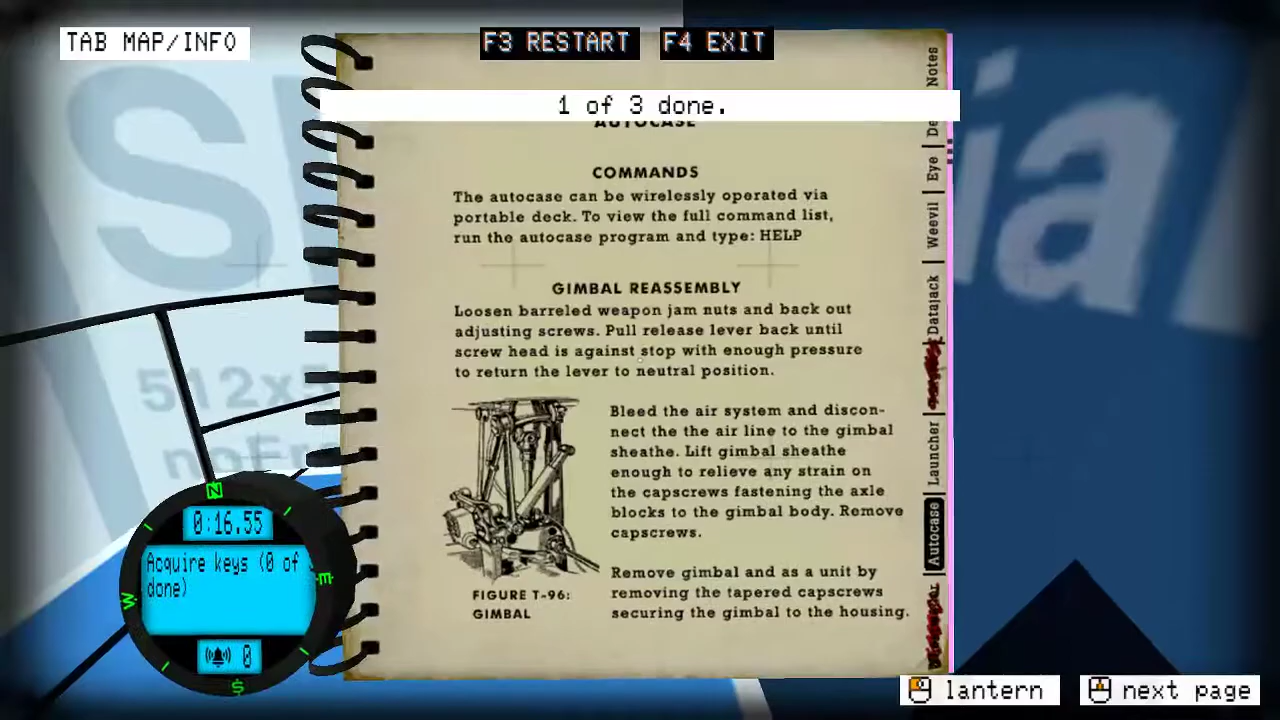 TAB MAP/INFO
F3 RESTART
F4 EXIT
1 of 3 done.
AUTOCASE
COMMANDS
The autocase can be wirelessly operated via
portable deck. To view the full command list,
run the autocase program and type: HELP
GIMBAL REASSEMBLY
Loosen barreled weapon jam nuts and back out
adjusting screws. Pull release lever back until
screw head is against stop with enough pressure
to return the lever to neutral position.
Bleed the air system and discon-
nect the the air line to the gimbal
sheathe. Lift gimbal sheathe
enough to relieve any strain on
the capscrews fastening the axle
blocks to the gimbal body. Remove
capscrews.
Remove gimbal and as a unit by
removing the tapered capscrews
securing the gimbal to the housing.
FIGURE T-96:
GIMBAL
Notes
De
Eye
Weevil
Datajack
Launcher
Autocase
N
0:16.55
Acquire keys (0 of
done)
W
E
0
S
lantern
next page
512x5
ia